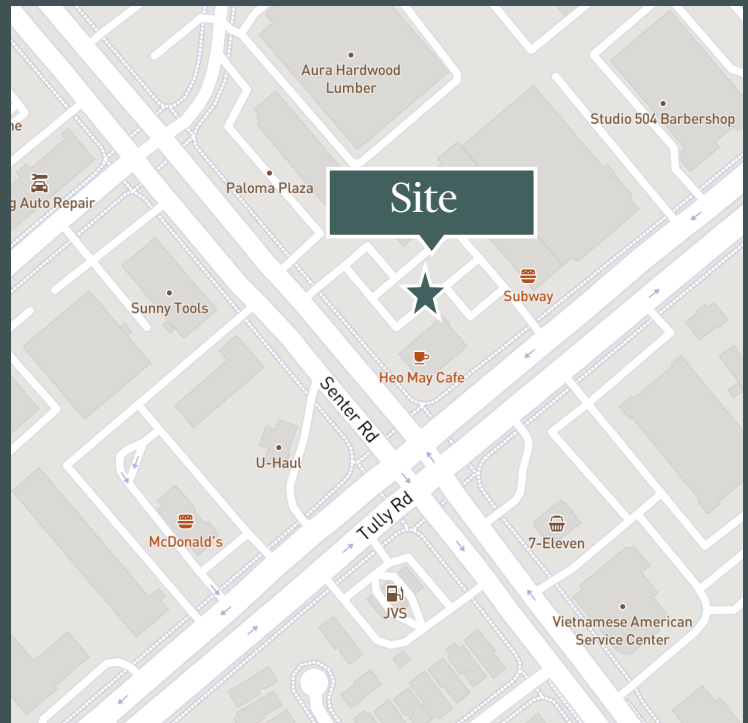 Aura Hardwood
Lumber
Studio 504 Barbershop
ne
Paloma Plaza
g Auto Repair
Site
Subway
Sunny Tools
Heo May Cafe
Senter Rd
U-Haul
Tully Rd
McDonald's
7-Eleven
JVS
Vietnamese American
Service Center